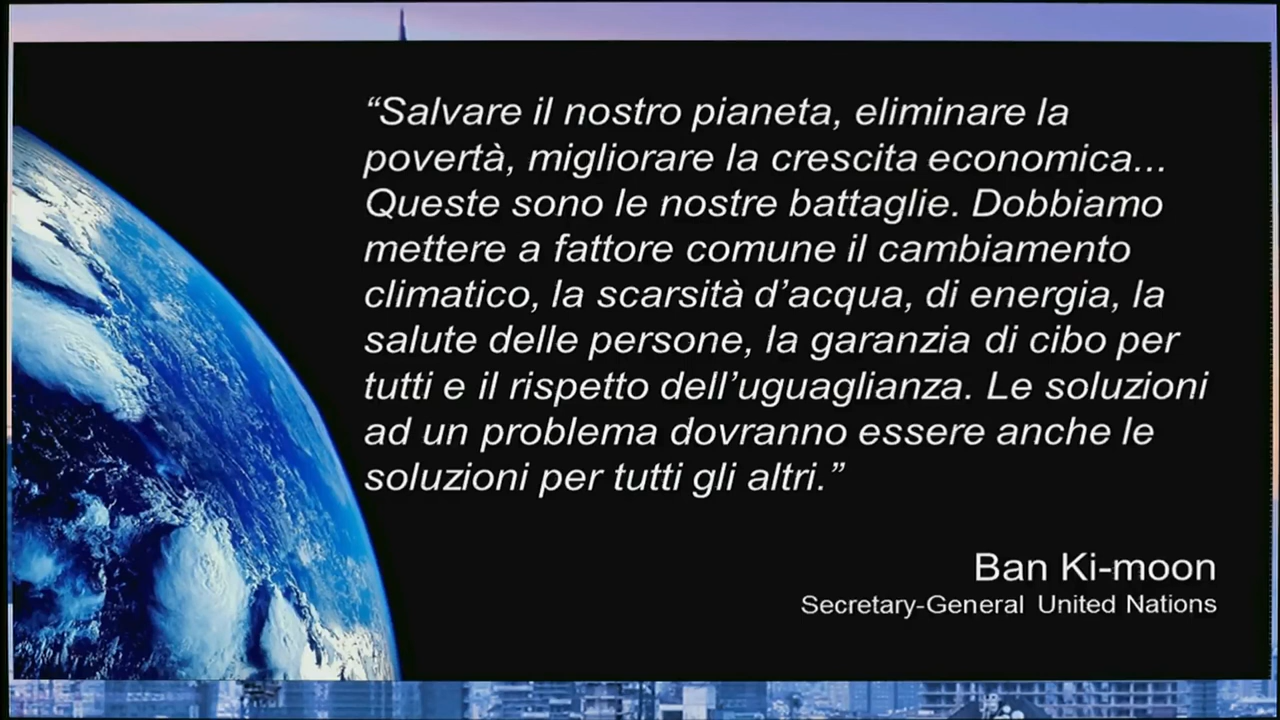 “Salvare il nostro pianeta, eliminare la
povertà, migliorare la crescita economica...
Queste sono le nostre battaglie. Dobbiamo
mettere a fattore comune il cambiamento
climatico, la scarsità d’acqua, di energia, la
salute delle persone, la garanzia di cibo per
tutti e il rispetto dell’uguaglianza. Le soluzioni
ad un problema dovranno essere anche le
soluzioni per tutti gli altri.”
Ban Ki-moon
Secretary-General United Nations